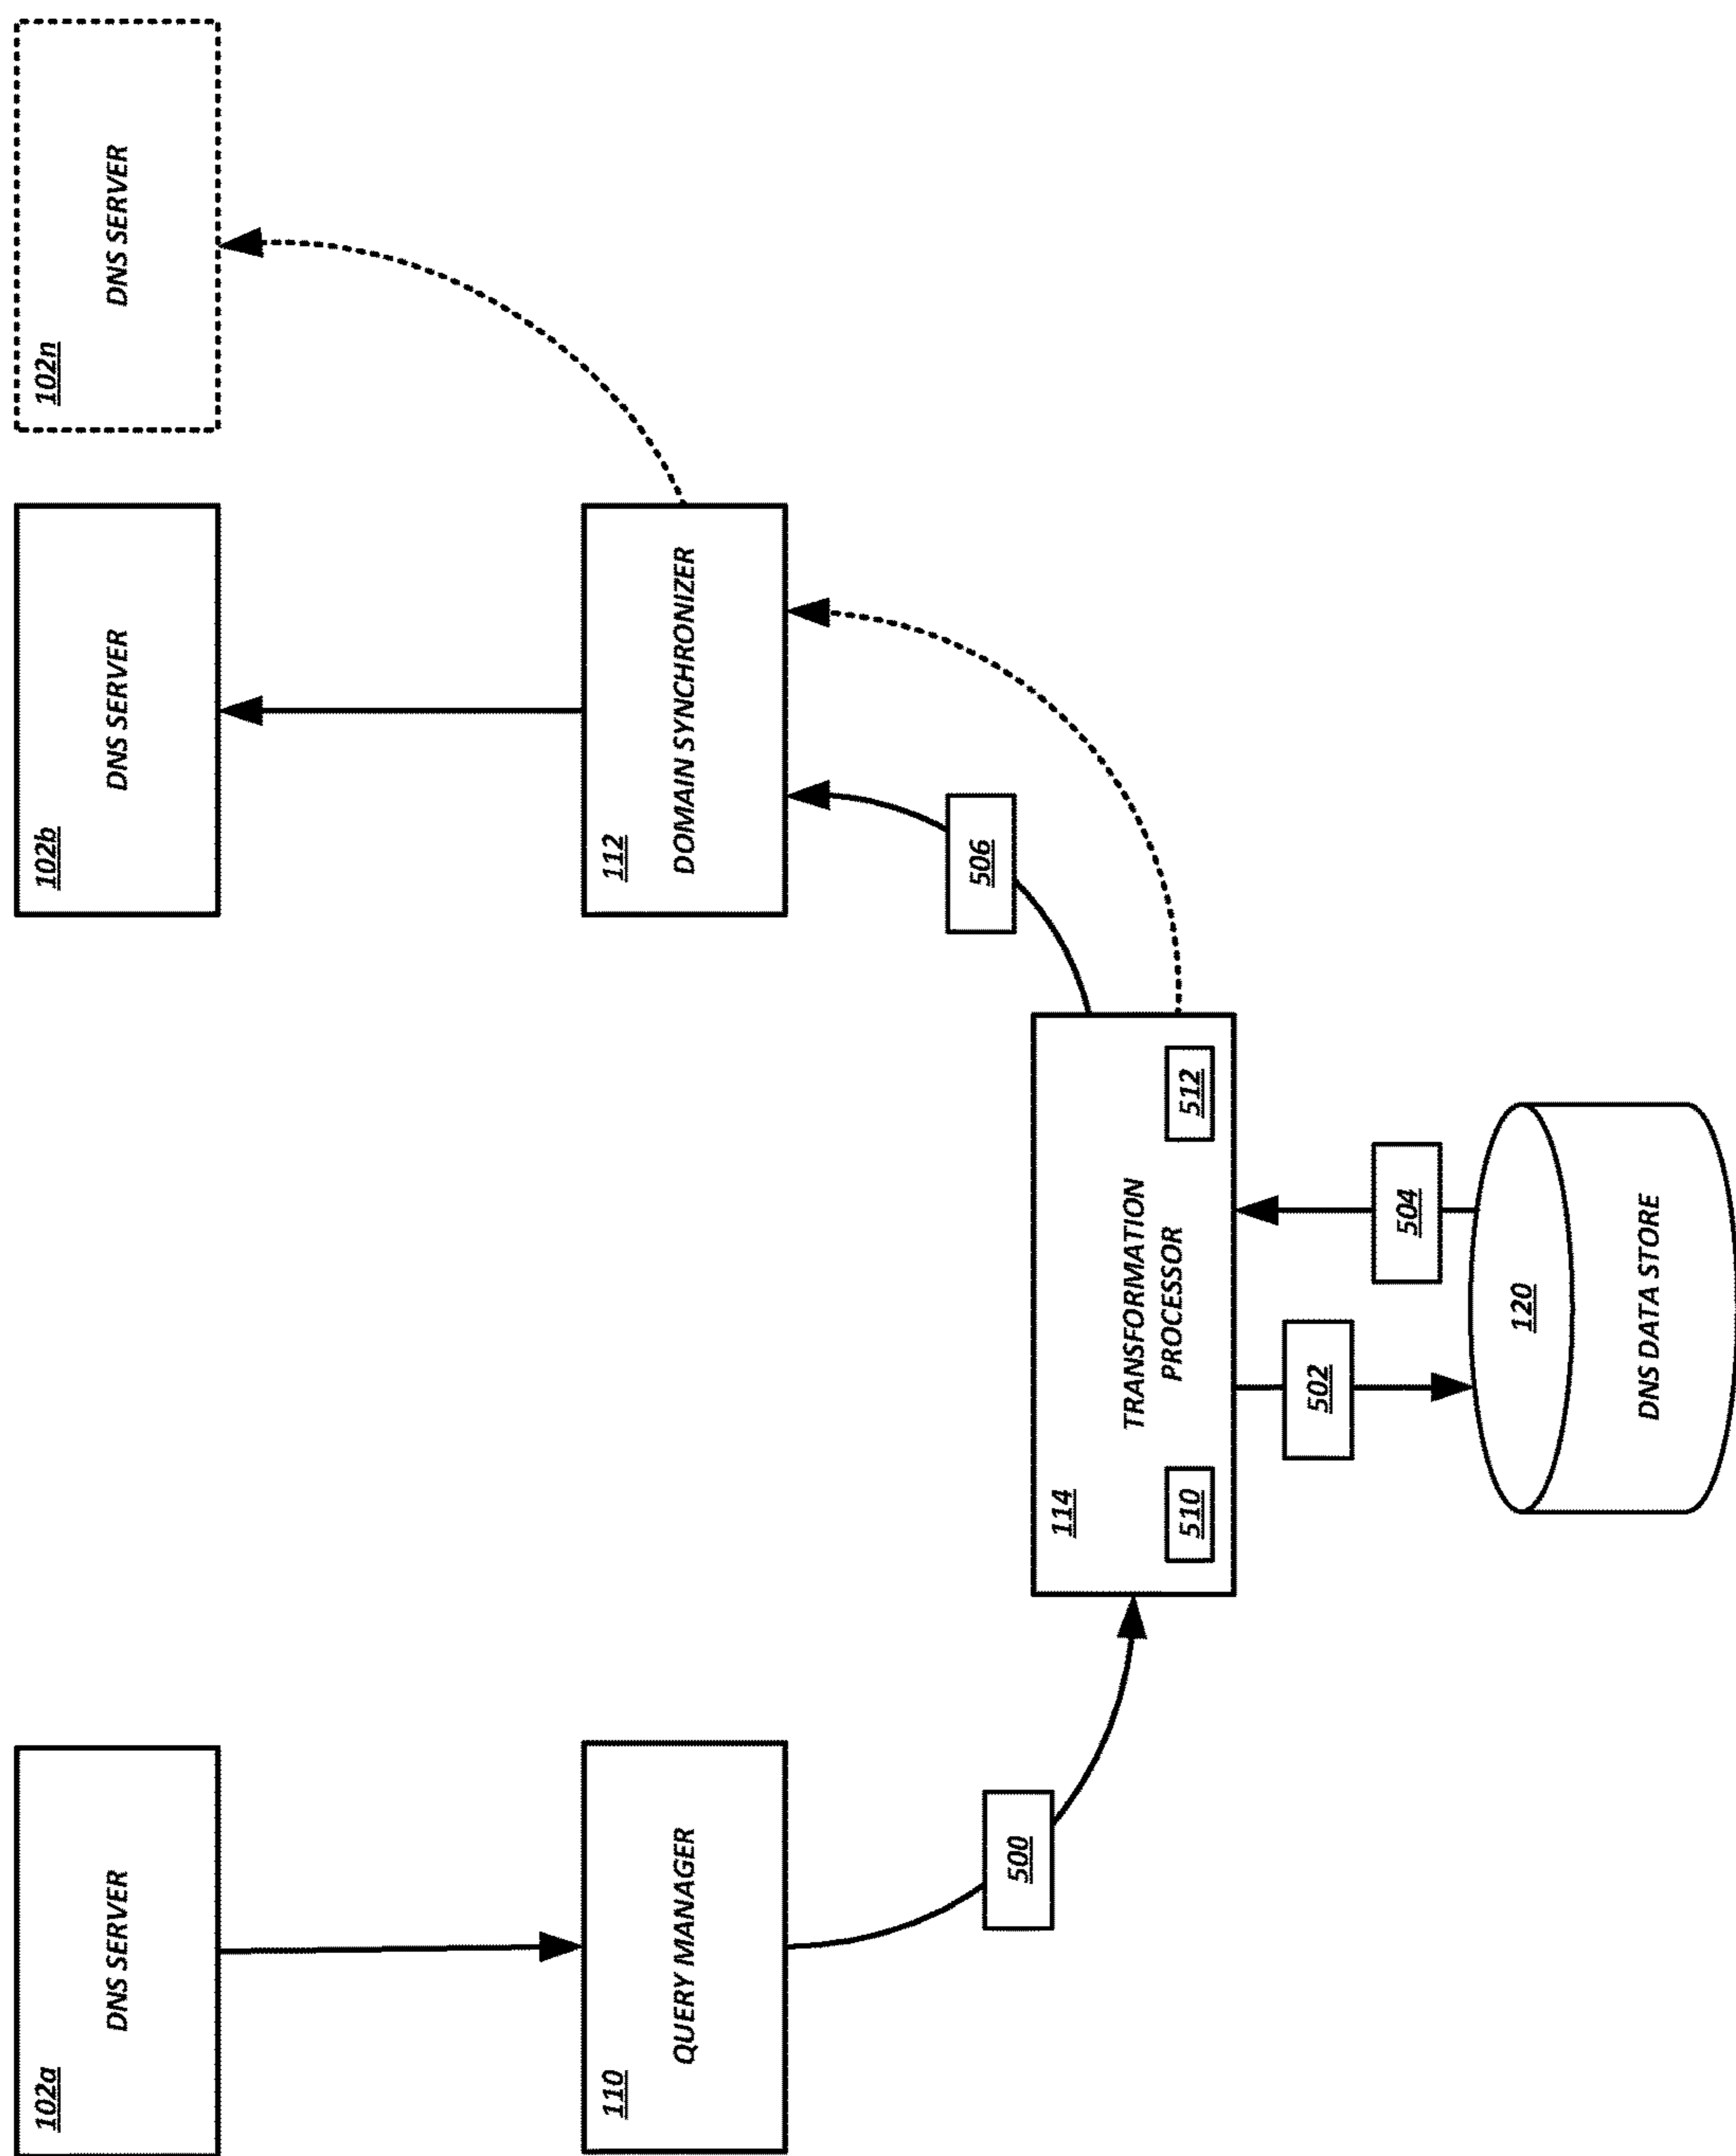 102a
DNS SERVER
102b
DNS SERVER
102n
DNS SERVER
110
QUERY MANAGER
112
DOMAIN SYNCHRONIZER
500
506
114
TRANSFORMATION
PROCESSOR
510
512
502
504
120
DNS DATA STORE